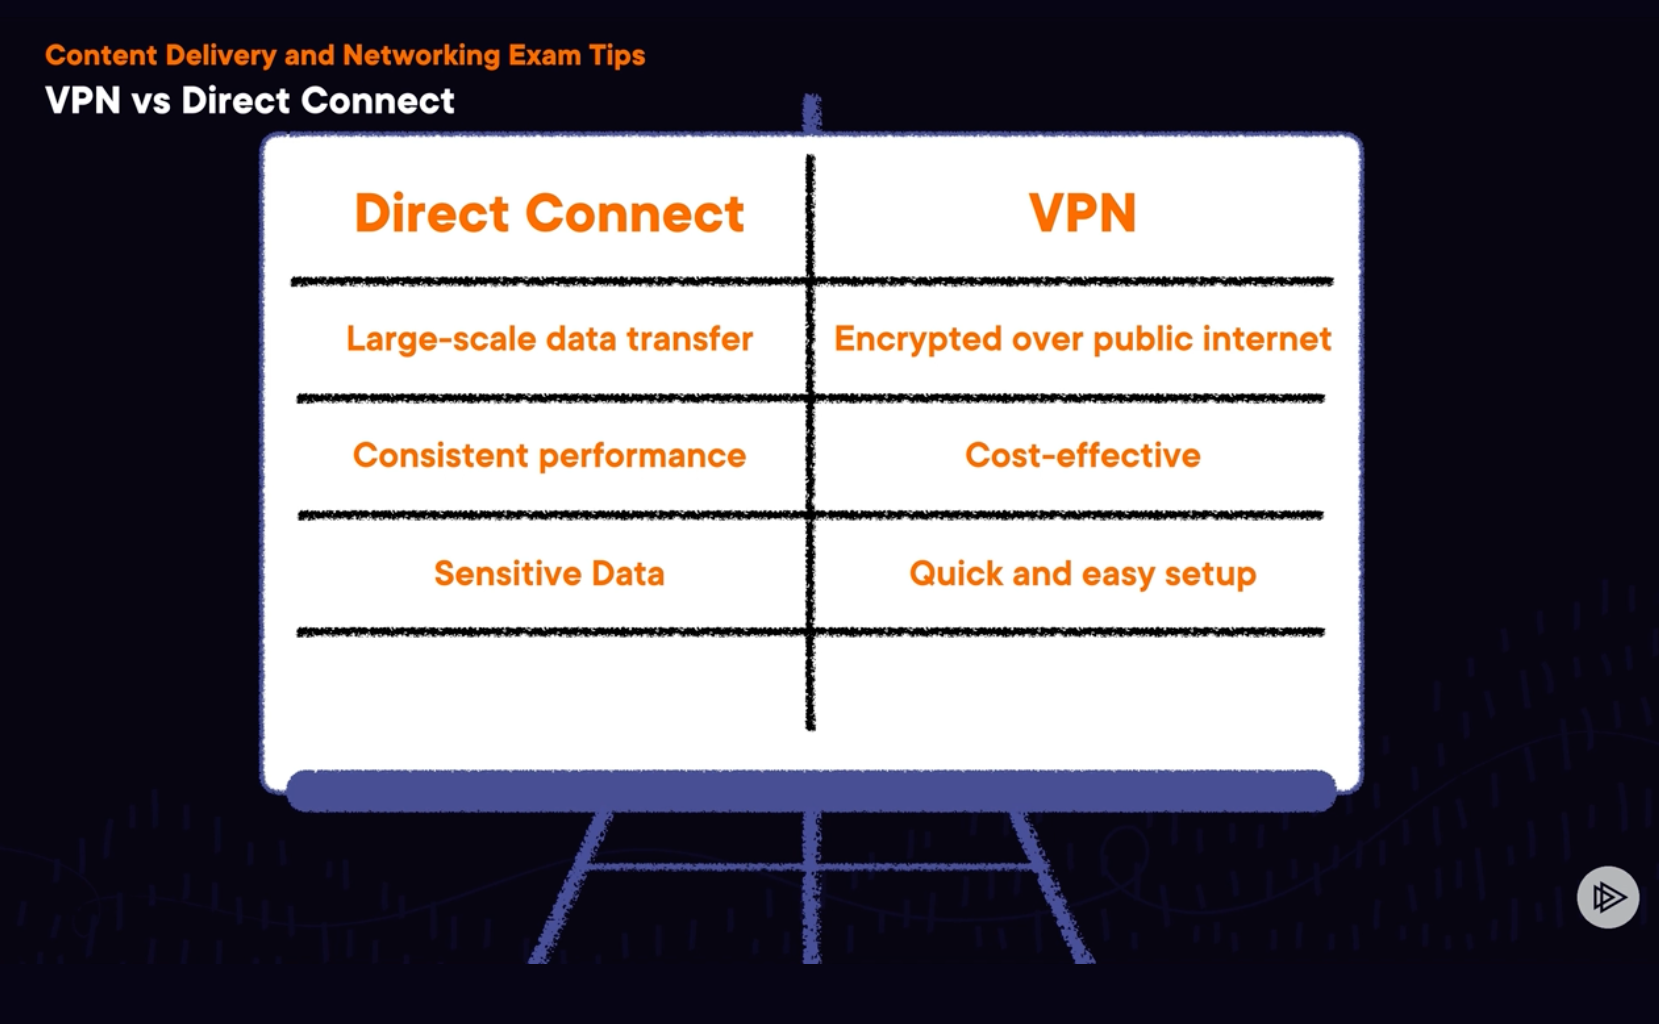 Content Delivery and Networking Exam Tips
VPN vs Direct Connect
Direct Connect
VPN
Large-scale data transfer
Encrypted over public internet
Consistent performance
Cost-effective
Sensitive Data
Quick and easy setup